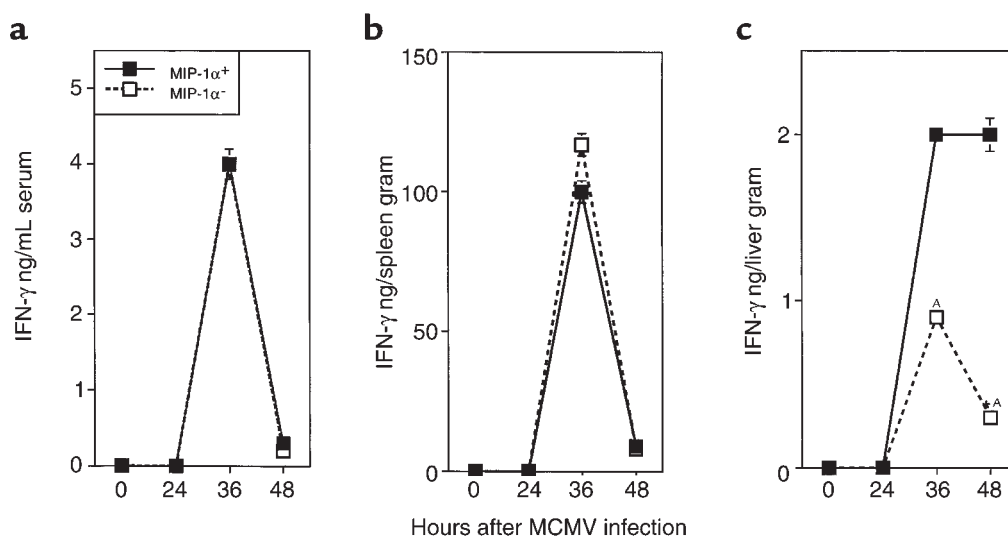 a
IFN-γ ng/mL serum
5
4
3
2
1
0
MIP-1α+
MIP-1α-
0 24 36 48
b
IFN-γ ng/spleen gram
150
100
50
0
0 24 36 48
c
IFN-γ ng/liver gram
2
1
0
A
A
0 24 36 48
Hours after MCMV infection